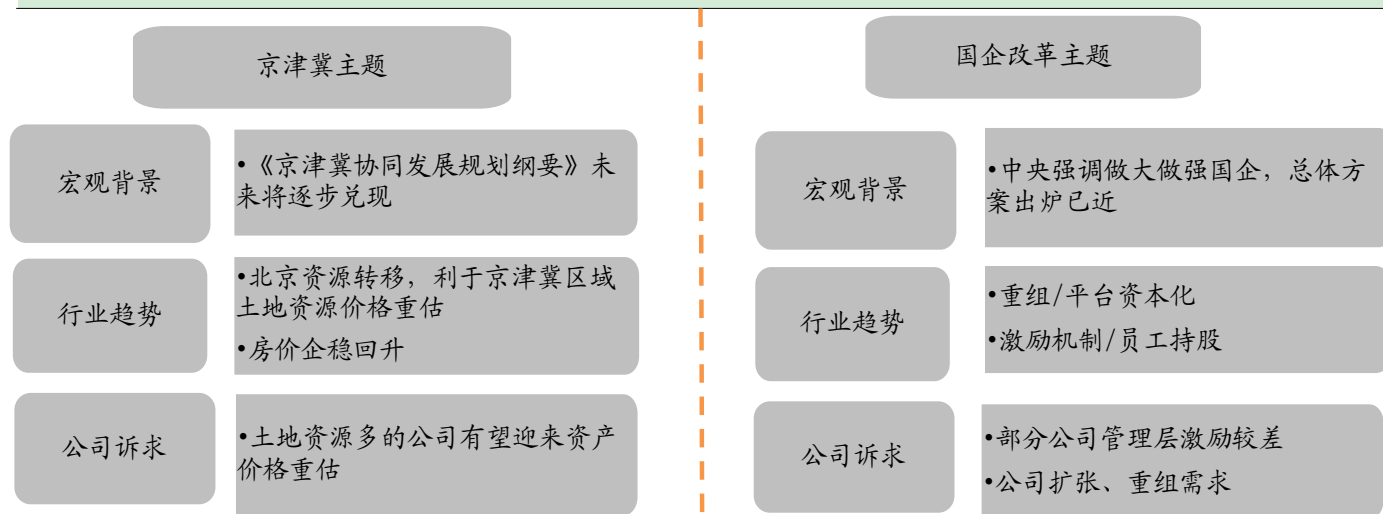 京津冀主题
宏观背景
•《京津冀协同发展规划纲要》未
来将逐步兑现
行业趋势
•北京资源转移，利于京津冀区域
土地资源价格重估
•房价企稳回升
公司诉求
•土地资源多的公司有望迎来资产
价格重估
国企改革主题
宏观背景
•中央强调做大做强国企，总体方
案出炉已近
行业趋势
•重组/平台资本化
•激励机制/员工持股
公司诉求
•部分公司管理层激励较差
•公司扩张、重组需求